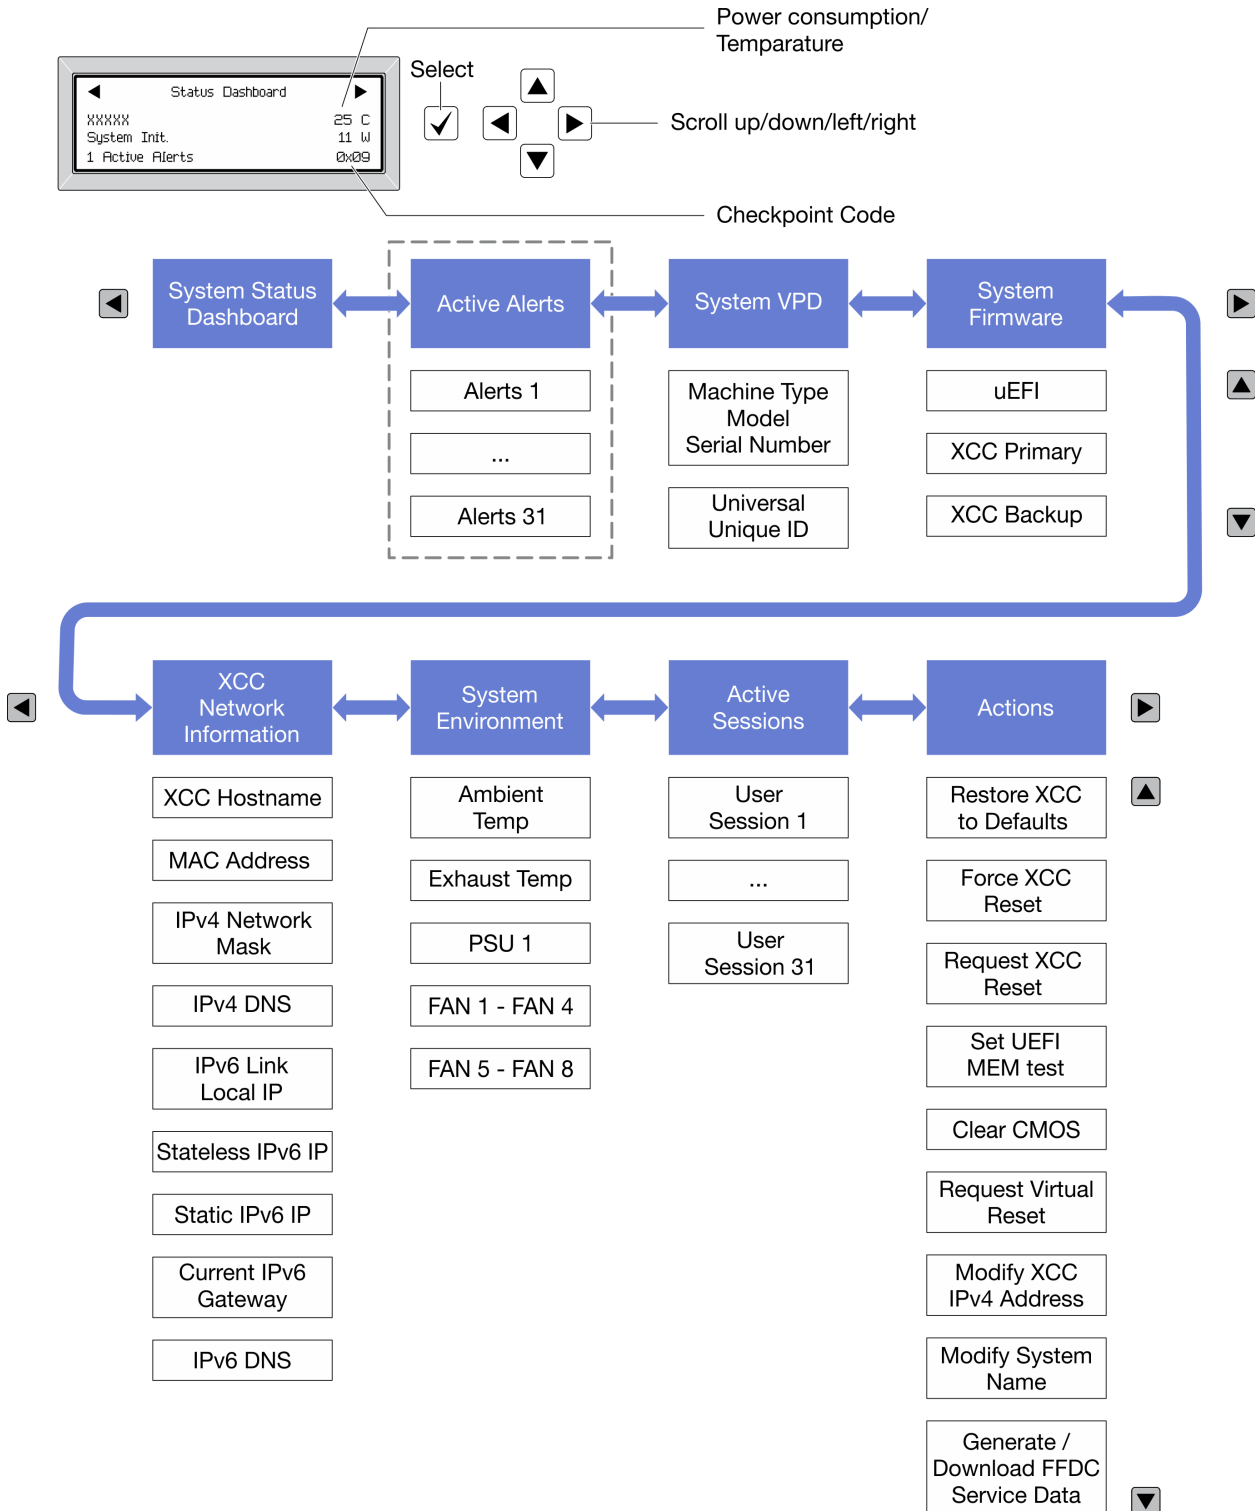 Power consumption/
Temparature
Select
Status Dashboard
XXXXX 25 C
System Init. 11 W
1 Active Alerts 0x09
Scroll up/down/left/right
Checkpoint Code
System Status
Dashboard
Active Alerts
Alerts 1
...
Alerts 31
System VPD
Machine Type
Model
Serial Number
Universal
Unique ID
System
Firmware
uEFI
XCC Primary
XCC Backup
XCC
Network
Information
XCC Hostname
MAC Address
IPv4 Network
Mask
IPv4 DNS
IPv6 Link
Local IP
Stateless IPv6 IP
Static IPv6 IP
Current IPv6
Gateway
IPv6 DNS
System
Environment
Ambient
Temp
Exhaust Temp
PSU 1
FAN 1 - FAN 4
FAN 5 - FAN 8
Active
Sessions
User
Session 1
...
User
Session 31
Actions
Restore XCC
to Defaults
Force XCC
Reset
Request XCC
Reset
Set UEFI
MEM test
Clear CMOS
Request Virtual
Reset
Modify XCC
IPv4 Address
Modify System
Name
Generate /
Download FFDC
Service Data